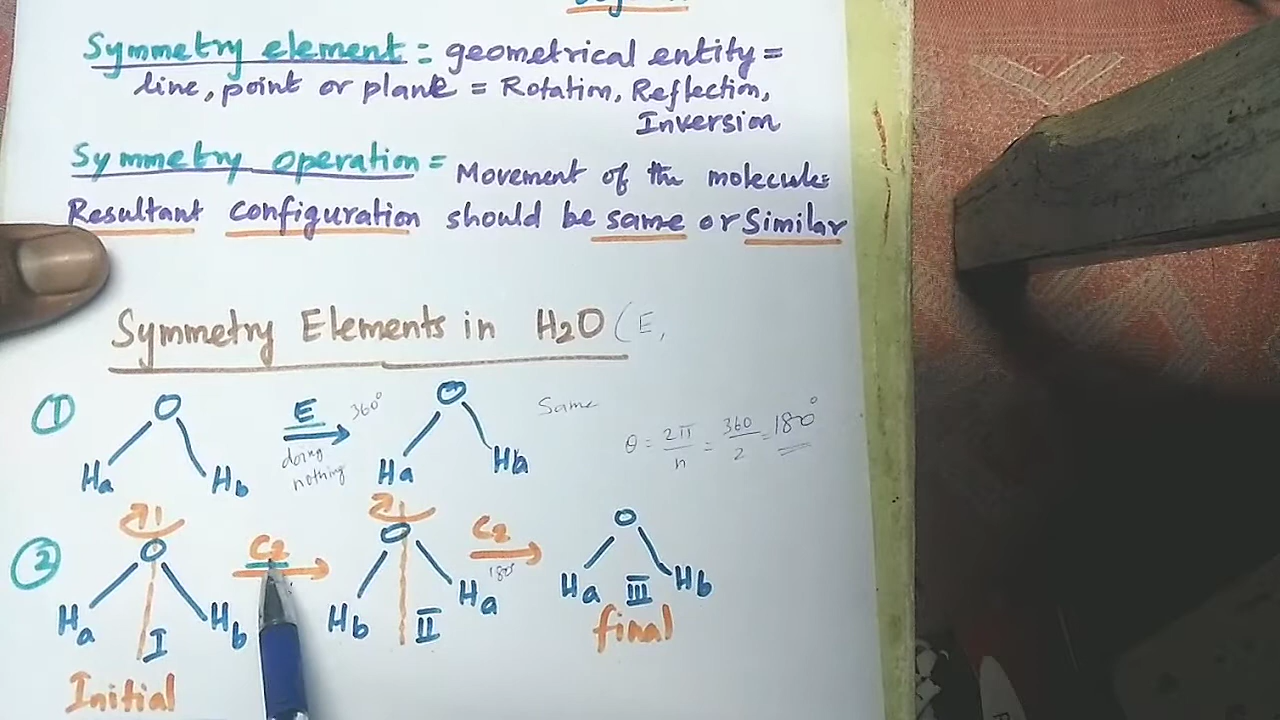 Symmetry element = geometrical entity =
line, point or plane = Rotation, Reflection,
Inversion
Symmetry operation = Movement of the molecule
Resultant configuration should be same or Similar
Symmetry Elements in H2O (E,
1
O
Ha
Hb
E
360°
doing
nothing
O
Ha
Hb
Same
θ = 2π/n = 360/2 = 180°
2
O
Ha
Hb
I
Initial
C2
O
Hb
Ha
II
C2
180°
O
Ha
Hb
III
final